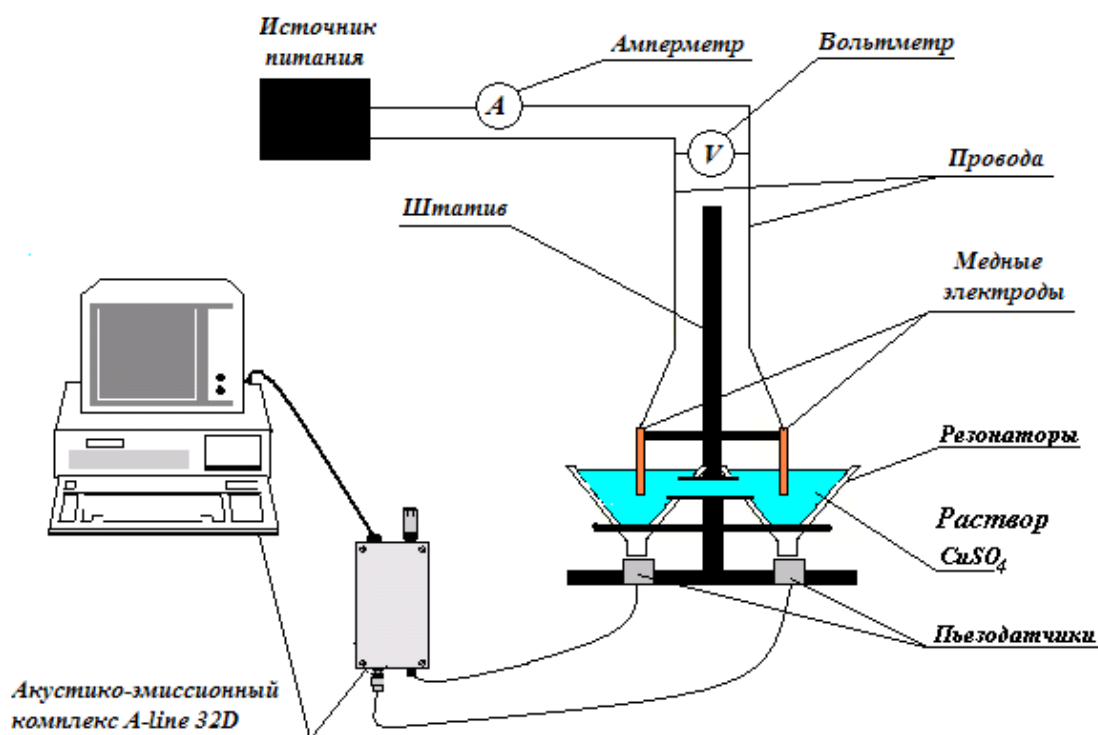 Источник
питания
Амперметр
Вольтметр
A
V
Провода
Штатив
Медные
электроды
Резонаторы
Раствор
CuSO4
Пьезодатчики
Акустико-эмиссионный
комплекс A-line 32D